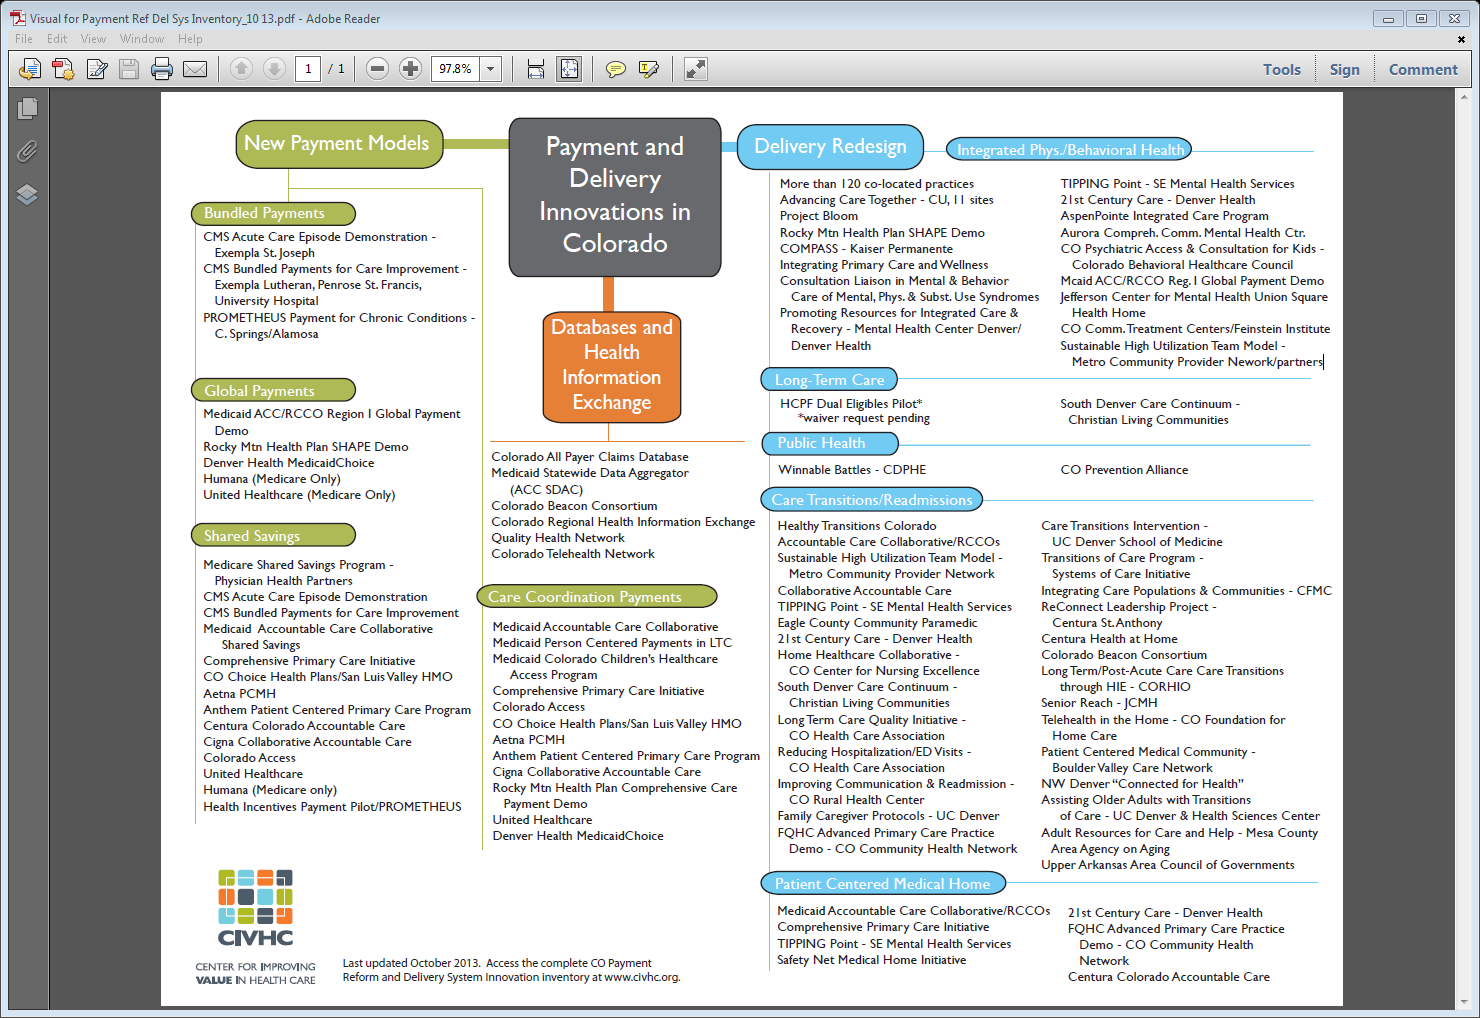 Visual for Payment Ref Del Sys Inventory_10 13.pdf - Adobe Reader
File Edit View Window Help
1 / 1 97.8% Tools Sign Comment
New Payment Models
Bundled Payments
CMS Acute Care Episode Demonstration -
Exempla St. Joseph
CMS Bundled Payments for Care Improvement -
Exempla Lutheran, Penrose St. Francis,
University Hospital
PROMETHEUS Payment for Chronic Conditions -
C. Springs/Alamosa
Global Payments
Medicaid ACC/RCCO Region I Global Payment
Demo
Rocky Mtn Health Plan SHAPE Demo
Denver Health MedicaidChoice
Humana (Medicare Only)
United Healthcare (Medicare Only)
Shared Savings
Medicare Shared Savings Program -
Physician Health Partners
CMS Acute Care Episode Demonstration
CMS Bundled Payments for Care Improvement
Medicaid Accountable Care Collaborative
Shared Savings
Comprehensive Primary Care Initiative
CO Choice Health Plans/San Luis Valley HMO
Aetna PCMH
Anthem Patient Centered Primary Care Program
Centura Colorado Accountable Care
Cigna Collaborative Accountable Care
Colorado Access
United Healthcare
Humana (Medicare only)
Health Incentives Payment Pilot/PROMETHEUS
Payment and
Delivery
Innovations in
Colorado
Databases and
Health
Information
Exchange
Colorado All Payer Claims Database
Medicaid Statewide Data Aggregator
(ACC SDAC)
Colorado Beacon Consortium
Colorado Regional Health Information Exchange
Quality Health Network
Colorado Telehealth Network
Care Coordination Payments
Medicaid Accountable Care Collaborative
Medicaid Person Centered Payments in LTC
Medicaid Colorado Children's Healthcare
Access Program
Comprehensive Primary Care Initiative
Colorado Access
CO Choice Health Plans/San Luis Valley HMO
Aetna PCMH
Anthem Patient Centered Primary Care Program
Cigna Collaborative Accountable Care
Rocky Mtn Health Plan Comprehensive Care
Payment Demo
United Healthcare
Denver Health MedicaidChoice
Delivery Redesign
Integrated Phys./Behavioral Health
More than 120 co-located practices
Advancing Care Together - CU, 11 sites
Project Bloom
Rocky Mtn Health Plan SHAPE Demo
COMPASS - Kaiser Permanente
Integrating Primary Care and Wellness
Consultation Liaison in Mental & Behavior
Care of Mental, Phys. & Subst. Use Syndromes
Promoting Resources for Integrated Care &
Recovery - Mental Health Center Denver/
Denver Health
TIPPING Point - SE Mental Health Services
21st Century Care - Denver Health
AspenPointe Integrated Care Program
Aurora Compreh. Comm. Mental Health Ctr.
CO Psychiatric Access & Consultation for Kids -
Colorado Behavioral Healthcare Council
Mcaid ACC/RCCO Reg. I Global Payment Demo
Jefferson Center for Mental Health Union Square
Health Home
CO Comm. Treatment Centers/Feinstein Institute
Sustainable High Utilization Team Model -
Metro Community Provider Nework/partners
Long-Term Care
HCPF Dual Eligibles Pilot*
*waiver request pending
South Denver Care Continuum -
Christian Living Communities
Public Health
Winnable Battles - CDPHE
CO Prevention Alliance
Care Transitions/Readmissions
Healthy Transitions Colorado
Accountable Care Collaborative/RCCOs
Sustainable High Utilization Team Model -
Metro Community Provider Network
Collaborative Accountable Care
TIPPING Point - SE Mental Health Services
Eagle County Community Paramedic
21st Century Care - Denver Health
Home Healthcare Collaborative -
CO Center for Nursing Excellence
South Denver Care Continuum -
Christian Living Communities
Long Term Care Quality Initiative -
CO Health Care Association
Reducing Hospitalization/ED Visits -
CO Health Care Association
Improving Communication & Readmission -
CO Rural Health Center
Family Caregiver Protocols - UC Denver
FQHC Advanced Primary Care Practice
Demo - CO Community Health Network
Care Transitions Intervention -
UC Denver School of Medicine
Transitions of Care Program -
Systems of Care Initiative
Integrating Care Populations & Communities - CFMC
ReConnect Leadership Project -
Centura St. Anthony
Centura Health at Home
Colorado Beacon Consortium
Long Term/Post-Acute Care Care Transitions
through HIE - CORHIO
Senior Reach - JCMH
Telehealth in the Home - CO Foundation for
Home Care
Patient Centered Medical Community -
Boulder Valley Care Network
NW Denver “Connected for Health”
Assisting Older Adults with Transitions
of Care - UC Denver & Health Sciences Center
Adult Resources for Care and Help - Mesa County
Area Agency on Aging
Upper Arkansas Area Council of Governments
Patient Centered Medical Home
Medicaid Accountable Care Collaborative/RCCOs
Comprehensive Primary Care Initiative
TIPPING Point - SE Mental Health Services
Safety Net Medical Home Initiative
21st Century Care - Denver Health
FQHC Advanced Primary Care Practice
Demo - CO Community Health
Network
Centura Colorado Accountable Care
CIVHC
CENTER FOR IMPROVING
VALUE IN HEALTH CARE
Last updated October 2013. Access the complete CO Payment
Reform and Delivery System Innovation inventory at www.civhc.org.